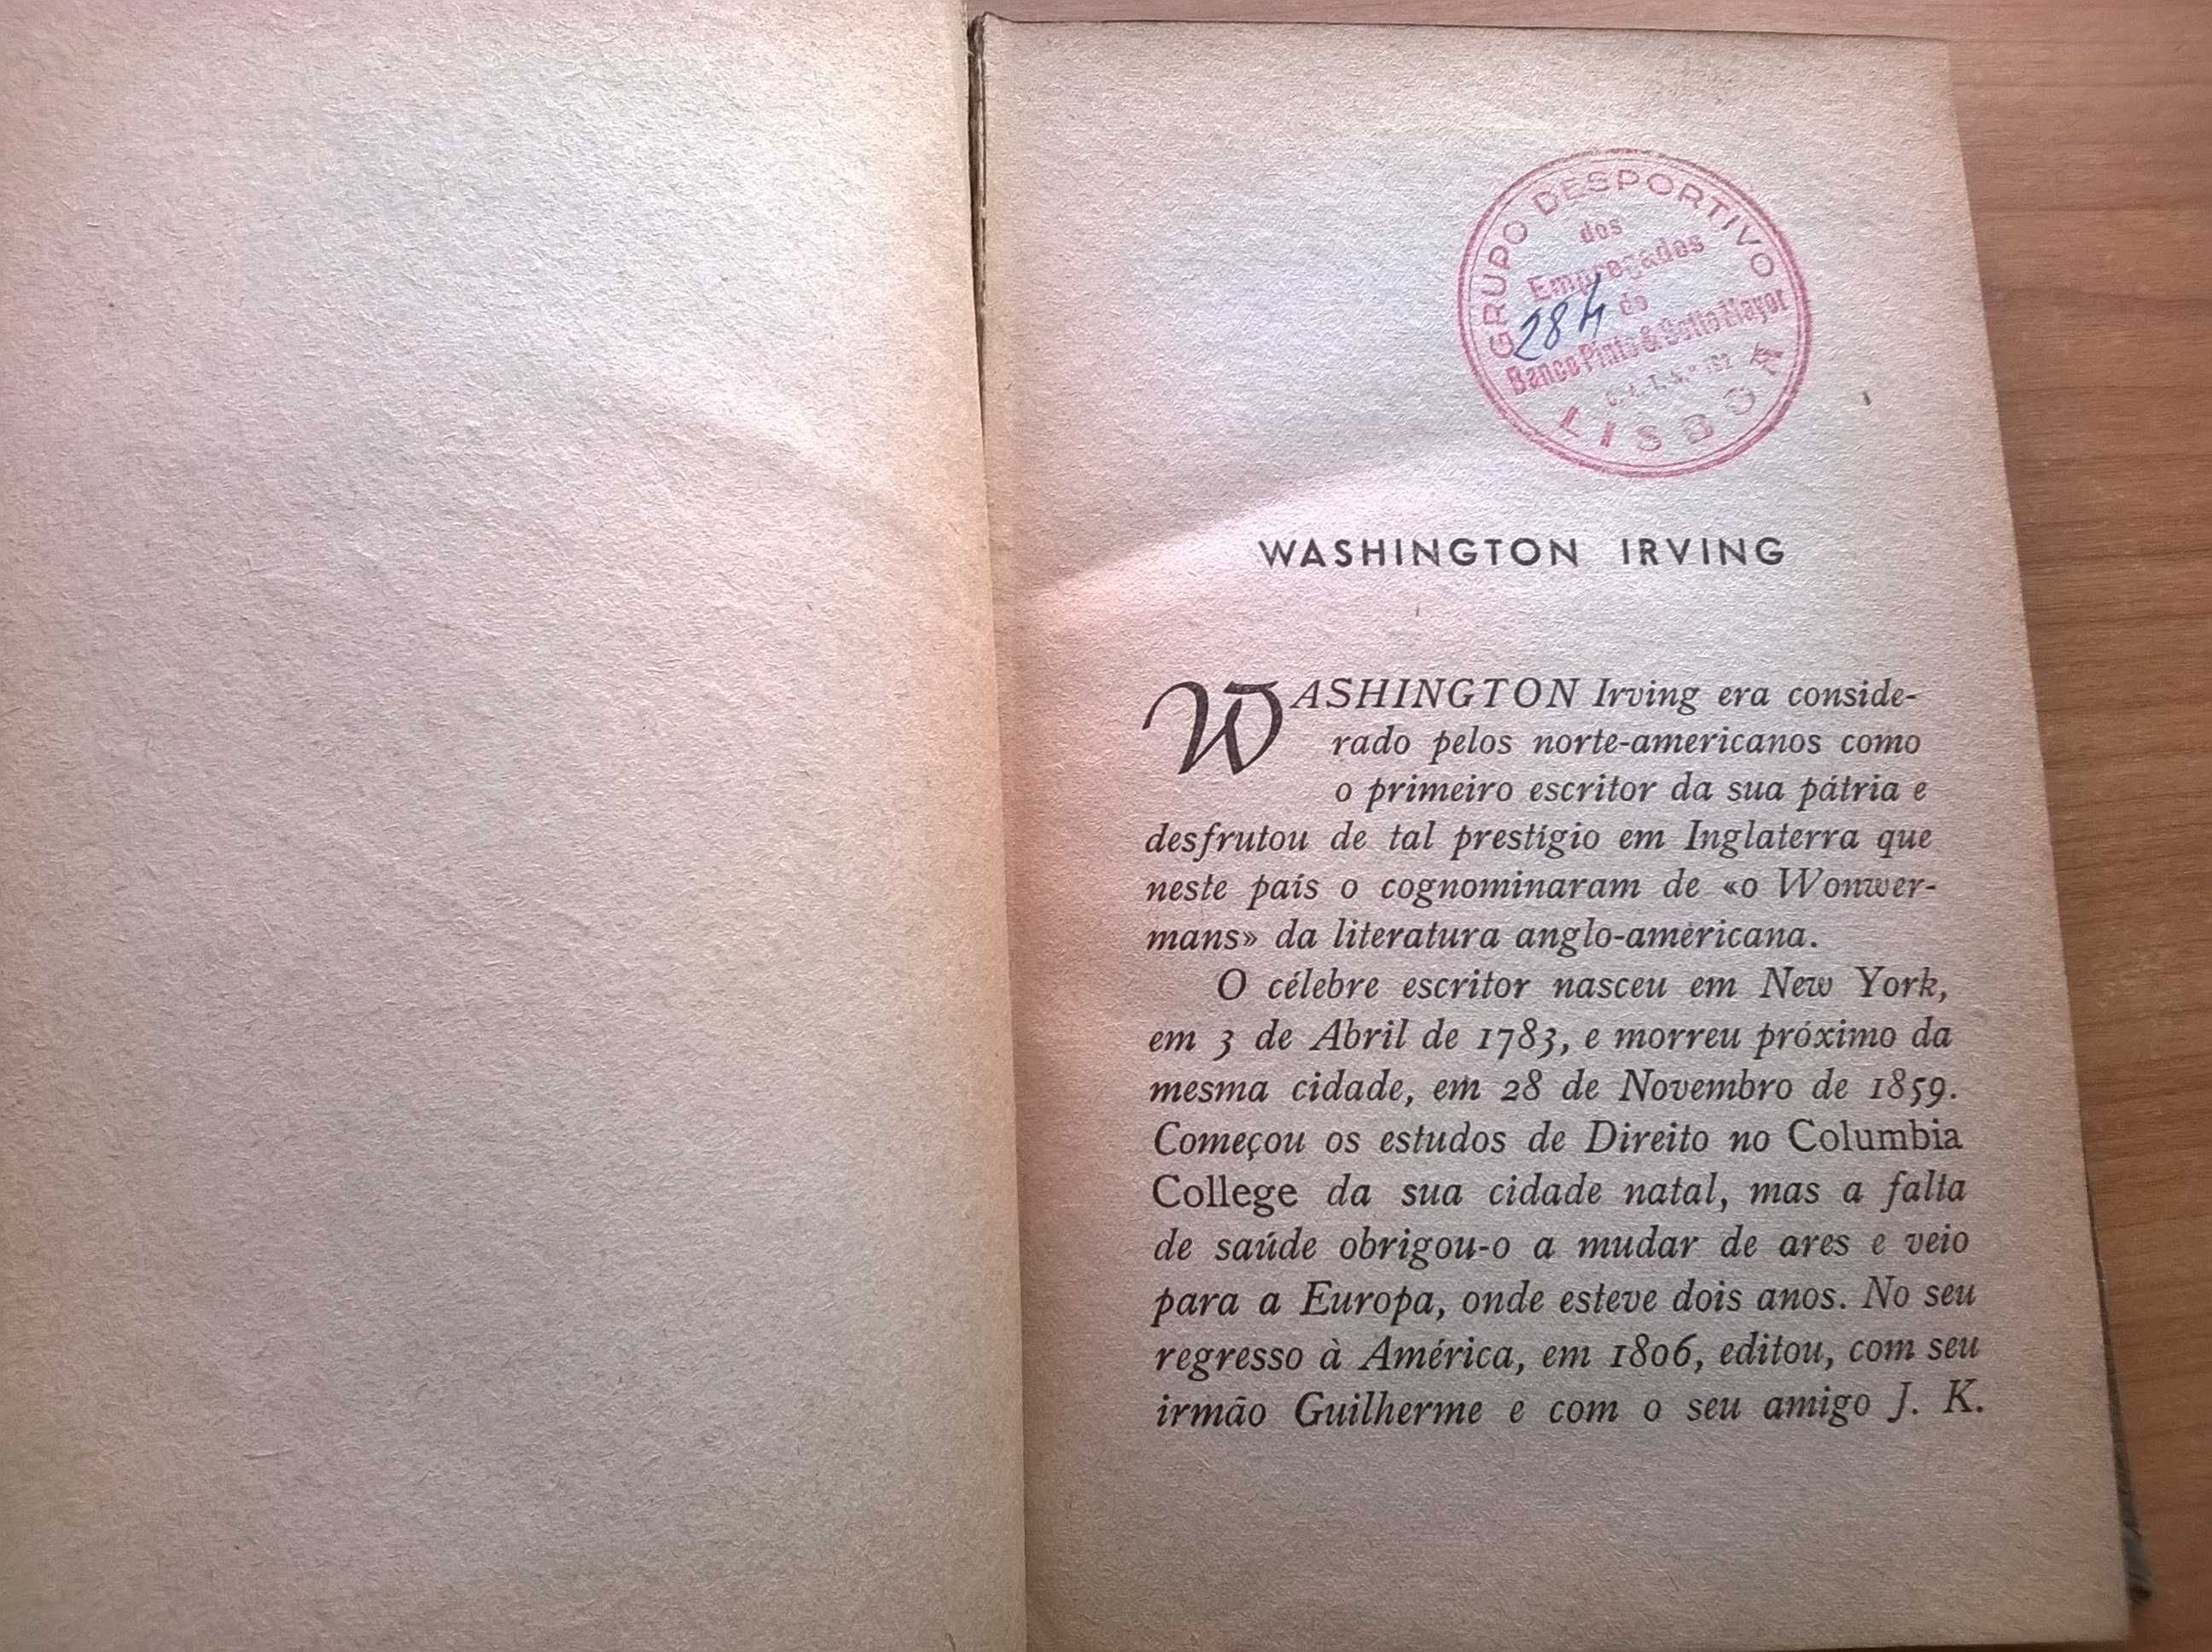 GRUPO DESPORTIVO
dos
Empregados
do
284
Banco Pinto & Sotto Mayor
LISBOA
WASHINGTON IRVING
WASHINGTON Irving era conside-
rado pelos norte-americanos como
o primeiro escritor da sua pátria e
desfrutou de tal prestígio em Inglaterra que
neste país o cognominaram de «o Wonwer-
mans» da literatura anglo-americana.
O célebre escritor nasceu em New York,
em 3 de Abril de 1783, e morreu próximo da
mesma cidade, em 28 de Novembro de 1859.
Começou os estudos de Direito no Columbia
College da sua cidade natal, mas a falta
de saúde obrigou-o a mudar de ares e veio
para a Europa, onde esteve dois anos. No seu
regresso à América, em 1806, editou, com seu
irmão Guilherme e com o seu amigo J. K.